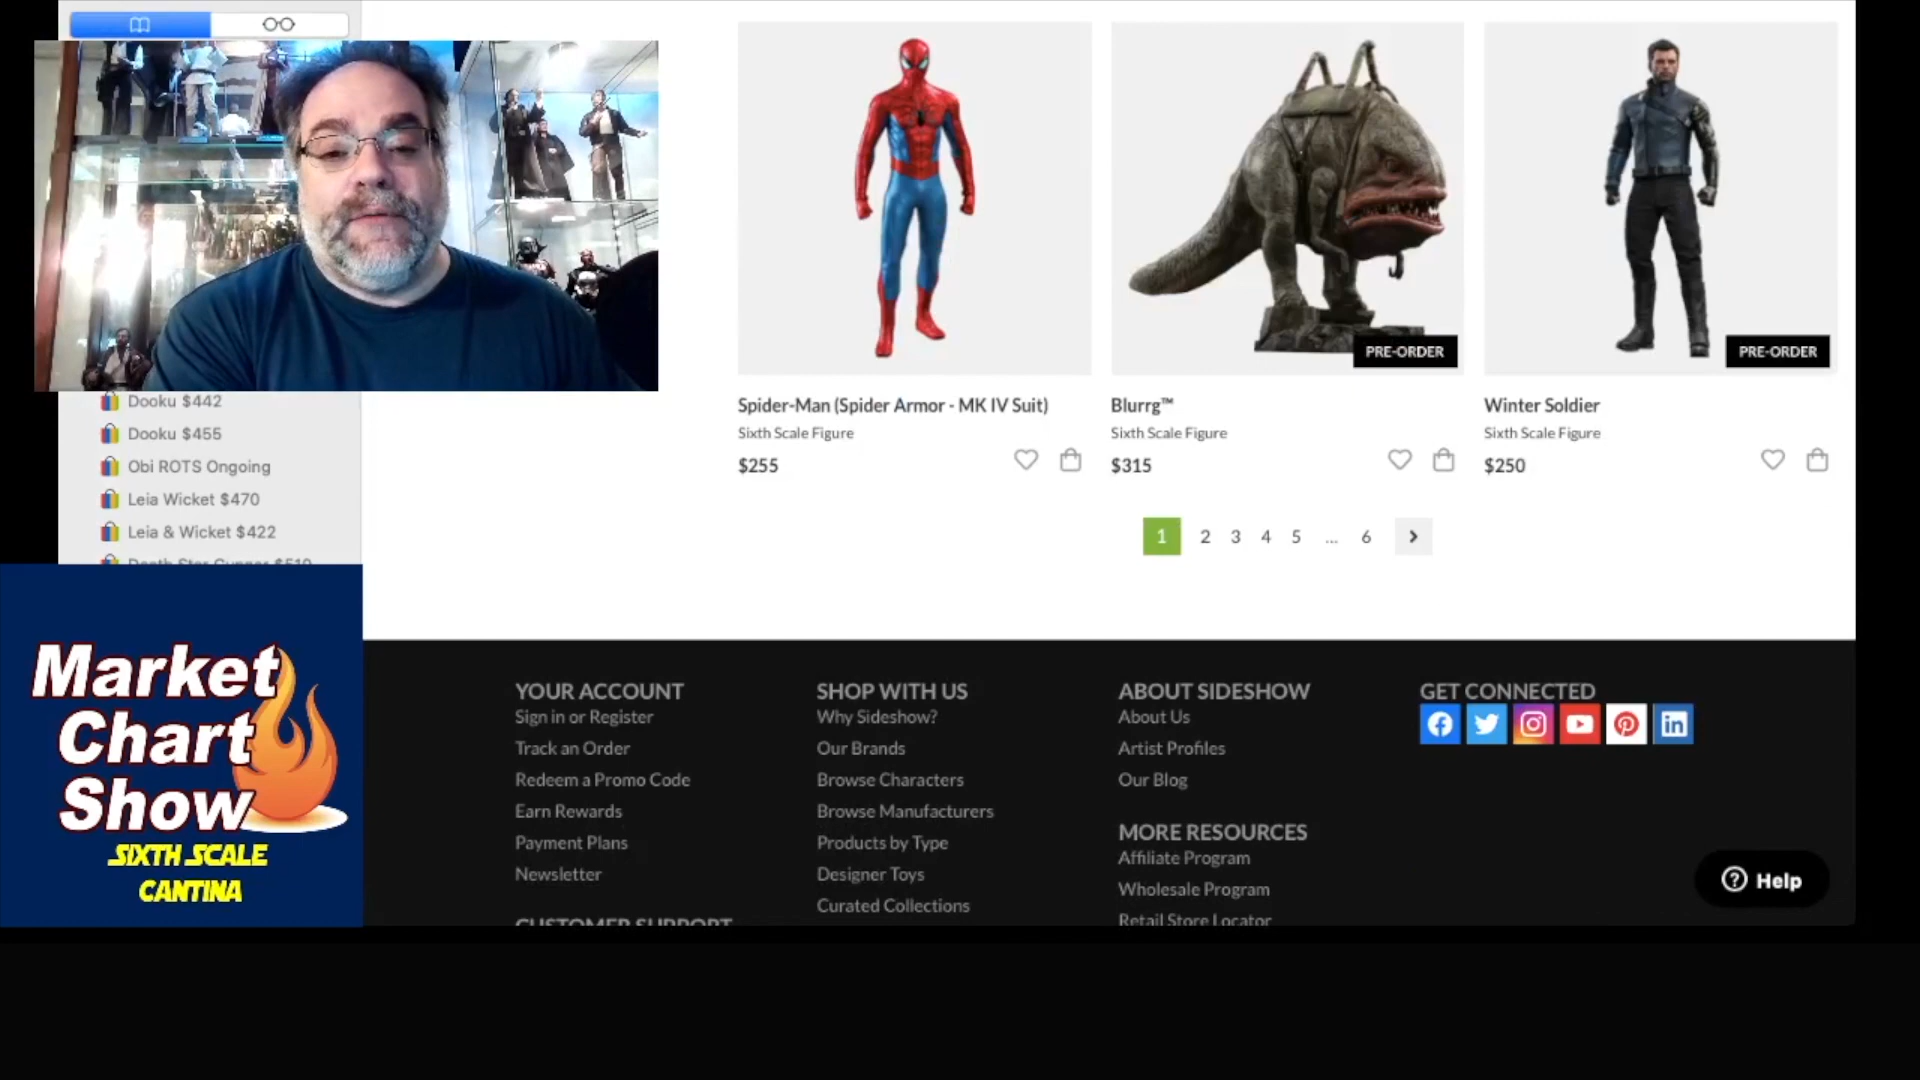 PRE-ORDER
PRE-ORDER
Spider-Man (Spider Armor - MK IV Suit)
Sixth Scale Figure
$255
Blurrg™
Sixth Scale Figure
$315
Winter Soldier
Sixth Scale Figure
$250
1 2 3 4 5 ... 6
Dooku $442
Dooku $455
Obi ROTS Ongoing
Leia Wicket $470
Leia & Wicket $422
Market
Chart
Show
SIXTH SCALE
CANTINA
YOUR ACCOUNT
Sign in or Register
Track an Order
Redeem a Promo Code
Earn Rewards
Payment Plans
Newsletter
CUSTOMER SUPPORT
SHOP WITH US
Why Sideshow?
Our Brands
Browse Characters
Browse Manufacturers
Products by Type
Designer Toys
Curated Collections
ABOUT SIDESHOW
About Us
Artist Profiles
Our Blog
MORE RESOURCES
Affiliate Program
Wholesale Program
Retail Store Locator
GET CONNECTED
Help